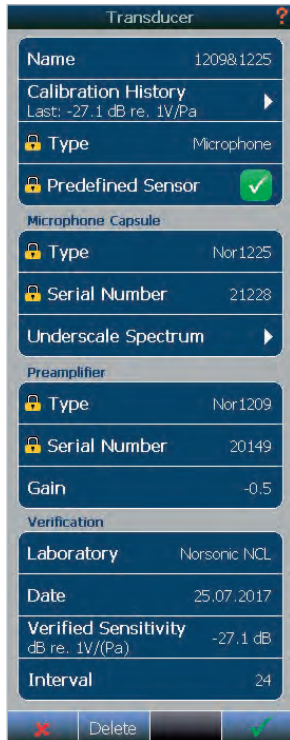 Transducer ?
Name 1209&1225
Calibration History
Last: -27.1 dB re. 1V/Pa
Type Microphone
Predefined Sensor
Microphone Capsule
Type Nor1225
Serial Number 21228
Underscale Spectrum
Preamplifier
Type Nor1209
Serial Number 20149
Gain -0.5
Verification
Laboratory Norsonic NCL
Date 25.07.2017
Verified Sensitivity -27.1 dB
dB re. 1V/(Pa)
Interval 24
Delete